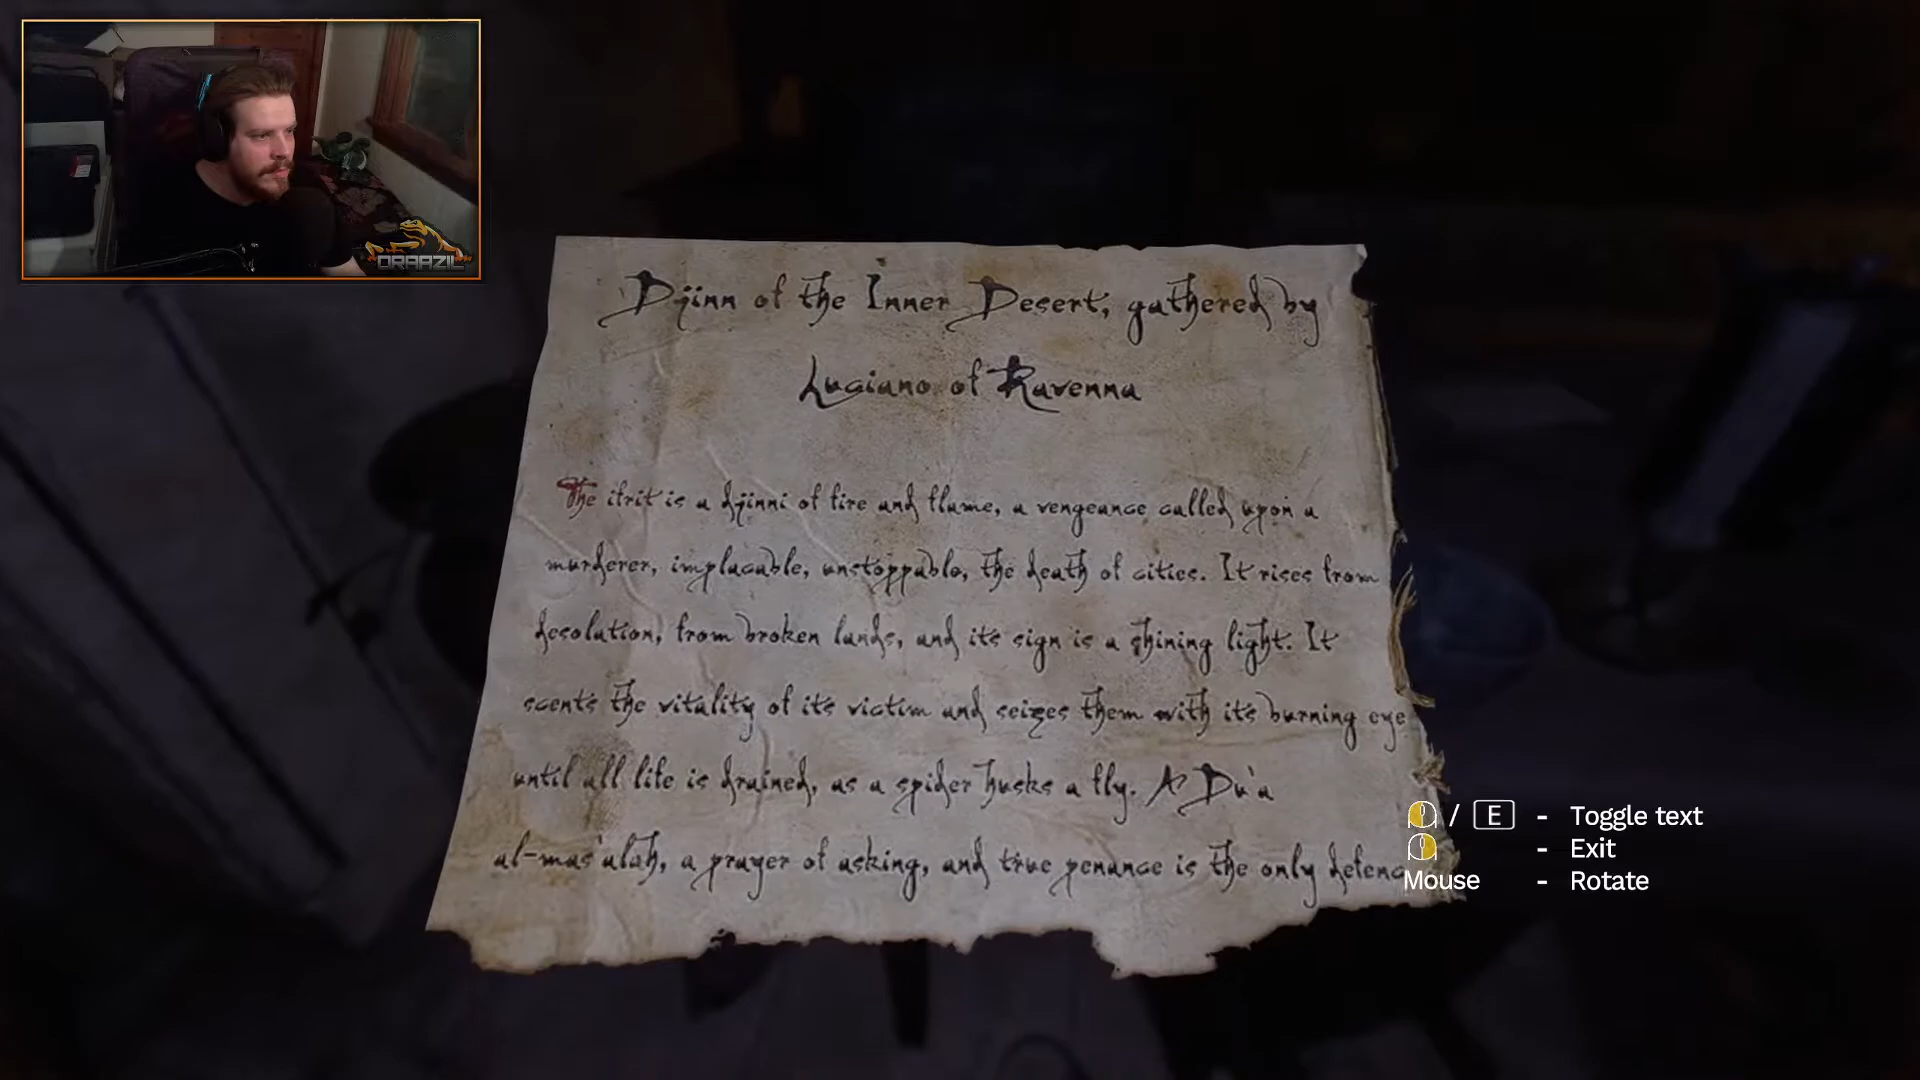 DRAAZIL
Djinn of the Inner Desert, gathered by
Luciano of Ravenna
The ifrit is a djinni of fire and flame, a vengeance called upon a
murderer, implacable, unstoppable, the death of cities. It rises from
desolution, from broken lands, and its sign is a shining light. It
scents the vitality of its victim and seizes them with its burning eye
until all life is drained, as a spider husks a fly. A Du'a
al-mas'alah, a prayer of asking, and true penance is the only defenc
/ E - Toggle text
- Exit
Mouse - Rotate